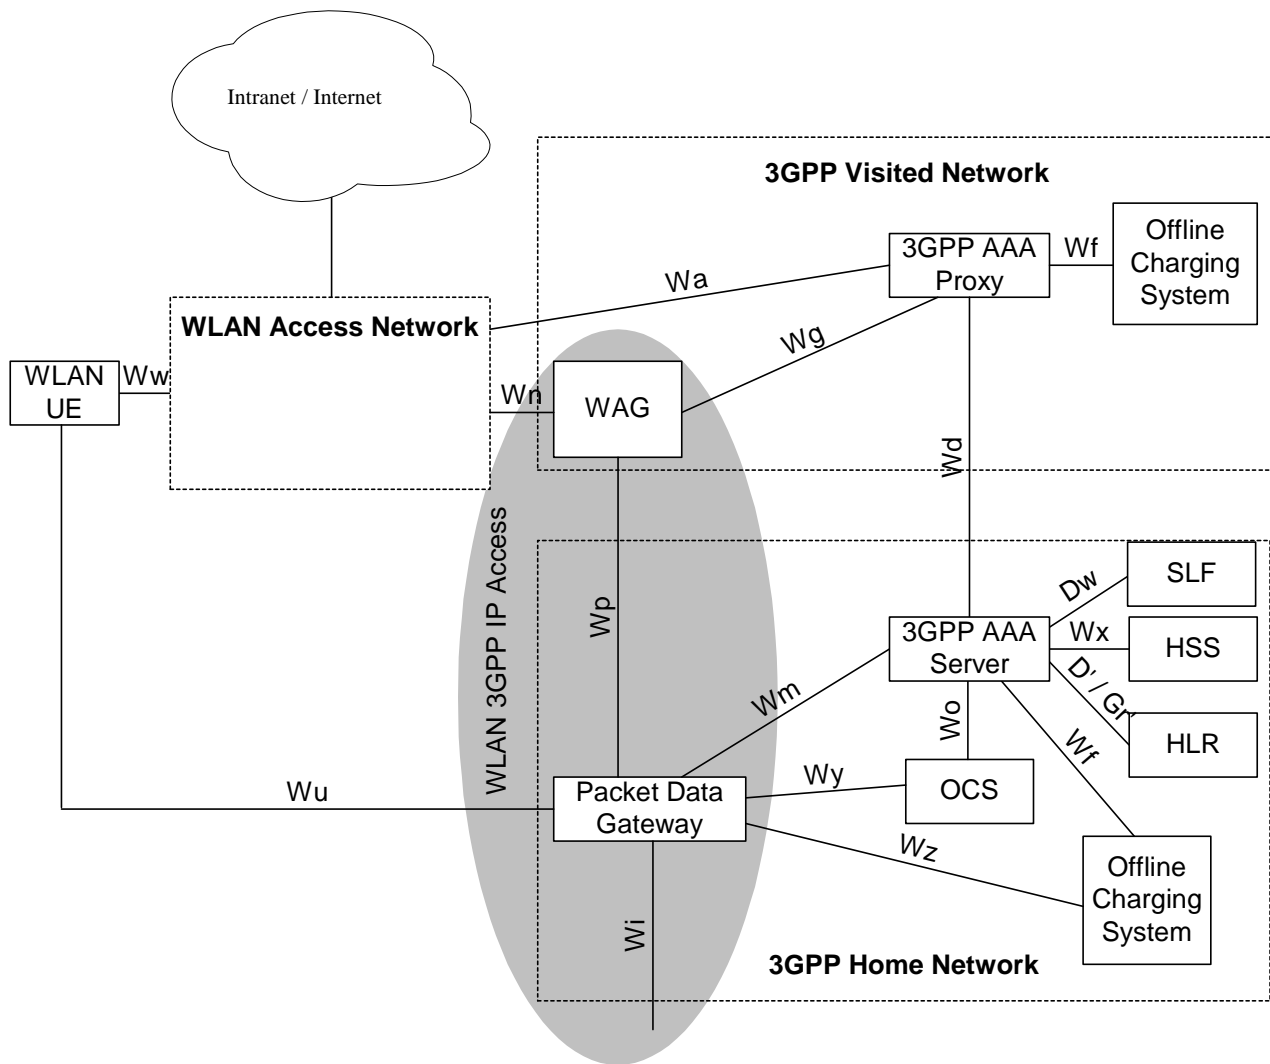 Intranet / Internet
3GPP Visited Network
3GPP AAA
Proxy
Wf
Offline
Charging
System
Wa
WLAN Access Network
Wg
WLAN
UE
Ww
Wn
WAG
Wd
WLAN 3GPP IP Access
Wp
SLF
Dw
3GPP AAA
Server
Wx
HSS
D' / Gr'
HLR
Wm
Wo
Wf
Wu
Packet Data
Gateway
Wy
OCS
Wz
Offline
Charging
System
Wi
3GPP Home Network